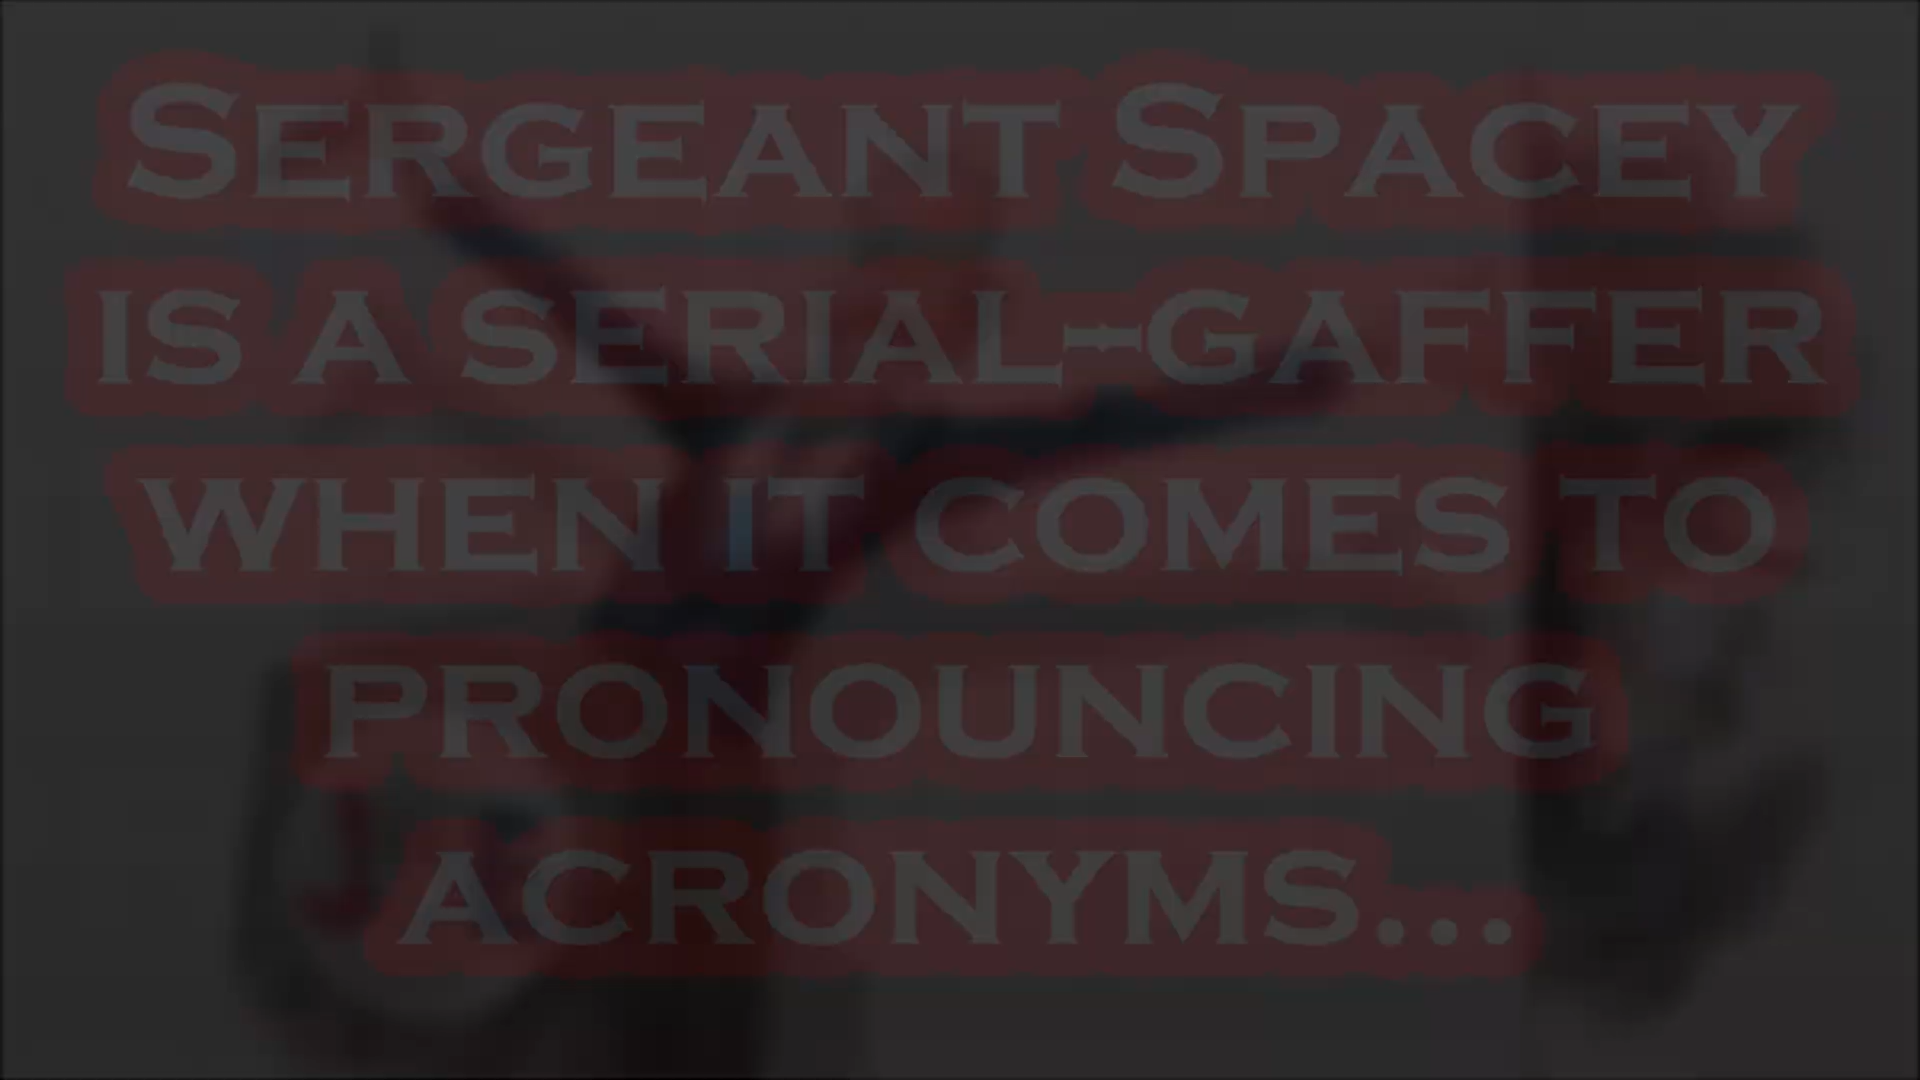 Sergeant Spacey
is a serial-gaffer
when it comes to
pronouncing
acronyms...